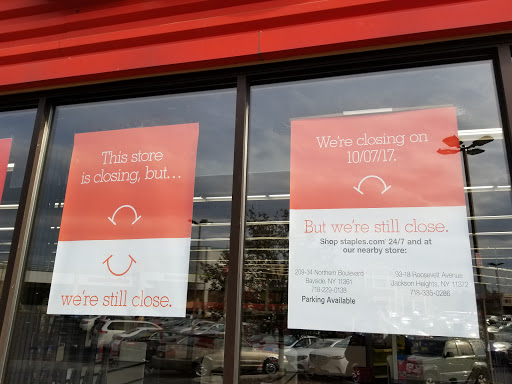 This store
is closing, but...
we're still close.
We're closing on
10/07/17.
But we're still close.
Shop staples.com 24/7 and at
our nearby store:
209-34 Northern Boulevard
Bayside, NY 11361
718-229-0195
Parking Available
93-18 Roosevelt Avenue
Jackson Heights, NY 11372
718-335-0286